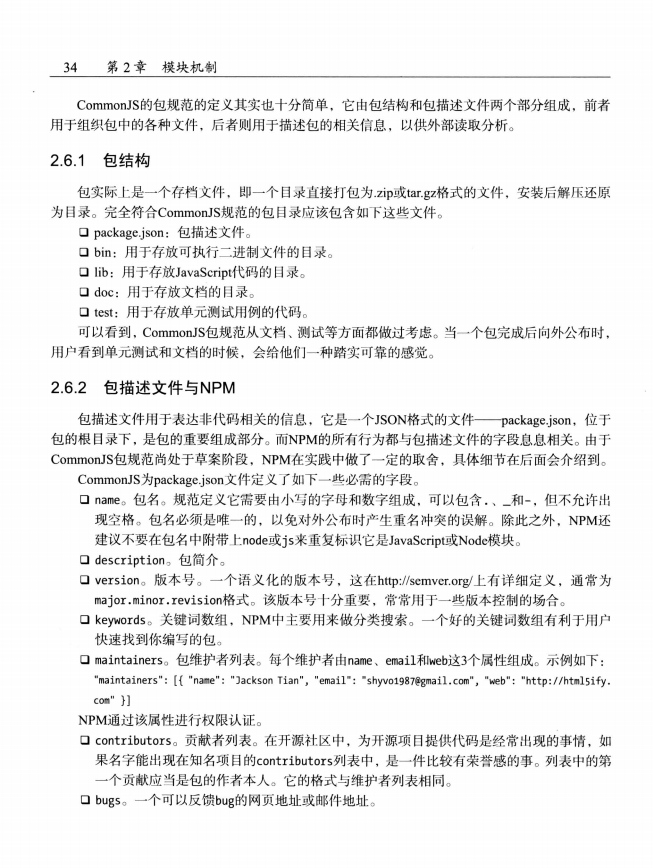 34 第2章 模块机制
CommonJS的包规范的定义其实也十分简单，它由包结构和包描述文件两个部分组成，前者
用于组织包中的各种文件，后者则用于描述包的相关信息，以供外部读取分析。
2.6.1 包结构
包实际上是一个存档文件，即一个目录直接打包为.zip或tar.gz格式的文件，安装后解压还原
为目录。完全符合CommonJS规范的包目录应该包含如下这些文件。
❑ package.json：包描述文件。
❑ bin：用于存放可执行二进制文件的目录。
❑ lib：用于存放JavaScript代码的目录。
❑ doc：用于存放文档的目录。
❑ test：用于存放单元测试用例的代码。
可以看到，CommonJS包规范从文档、测试等方面都做过考虑。当一个包完成后向外公布时，
用户看到单元测试和文档的时候，会给他们一种踏实可靠的感觉。
2.6.2 包描述文件与NPM
包描述文件用于表达非代码相关的信息，它是一个JSON格式的文件——package.json，位于
包的根目录下，是包的重要组成部分。而NPM的所有行为都与包描述文件的字段息息相关。由于
CommonJS包规范尚处于草案阶段，NPM在实践中做了一定的取舍，具体细节在后面会介绍到。
CommonJS为package.json文件定义了如下一些必需的字段。
❑ name。包名。规范定义它需要由小写的字母和数字组成，可以包含.、_和-，但不允许出
现空格。包名必须是唯一的，以免对外公布时产生重名冲突的误解。除此之外，NPM还
建议不要在包名中附带上node或js来重复标识它是JavaScript或Node模块。
❑ description。包简介。
❑ version。版本号。一个语义化的版本号，这在http://semver.org/上有详细定义，通常为
major.minor.revision格式。该版本号十分重要，常常用于一些版本控制的场合。
❑ keywords。关键词数组，NPM中主要用来做分类搜索。一个好的关键词数组有利于用户
快速找到你编写的包。
❑ maintainers。包维护者列表。每个维护者由name、email和web这3个属性组成。示例如下：
"maintainers": [{ "name": "Jackson Tian", "email": "shyvo1987@gmail.com", "web": "http://html5ify.
com" }]
NPM通过该属性进行权限认证。
❑ contributors。贡献者列表。在开源社区中，为开源项目提供代码是经常出现的事情，如
果名字能出现在知名项目的contributors列表中，是一件比较有荣誉感的事。列表中的第
一个贡献应当是包的作者本人。它的格式与维护者列表相同。
❑ bugs。一个可以反馈bug的网页地址或邮件地址。